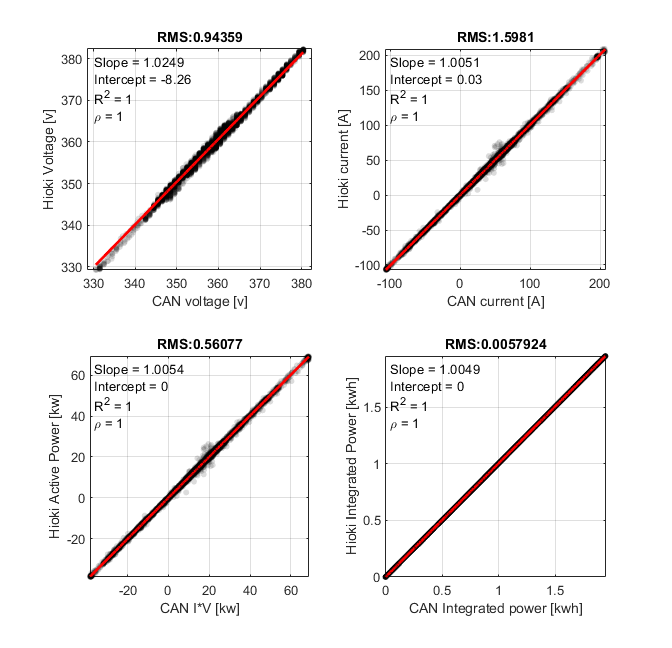 RMS:0.94359
Slope = 1.0249
Intercept = -8.26
R² = 1
ρ = 1
380
370
360
350
340
330
Hioki Voltage [v]
330 340 350 360 370 380
CAN voltage [v]
RMS:1.5981
Slope = 1.0051
Intercept = 0.03
R² = 1
ρ = 1
200
150
100
50
0
-50
-100
Hioki current [A]
-100 0 100 200
CAN current [A]
RMS:0.56077
Slope = 1.0054
Intercept = 0
R² = 1
ρ = 1
60
40
20
0
-20
Hioki Active Power [kw]
-20 0 20 40 60
CAN I*V [kw]
RMS:0.0057924
Slope = 1.0049
Intercept = 0
R² = 1
ρ = 1
1.5
1
0.5
0
Hioki Integrated Power [kwh]
0 0.5 1 1.5
CAN Integrated power [kwh]